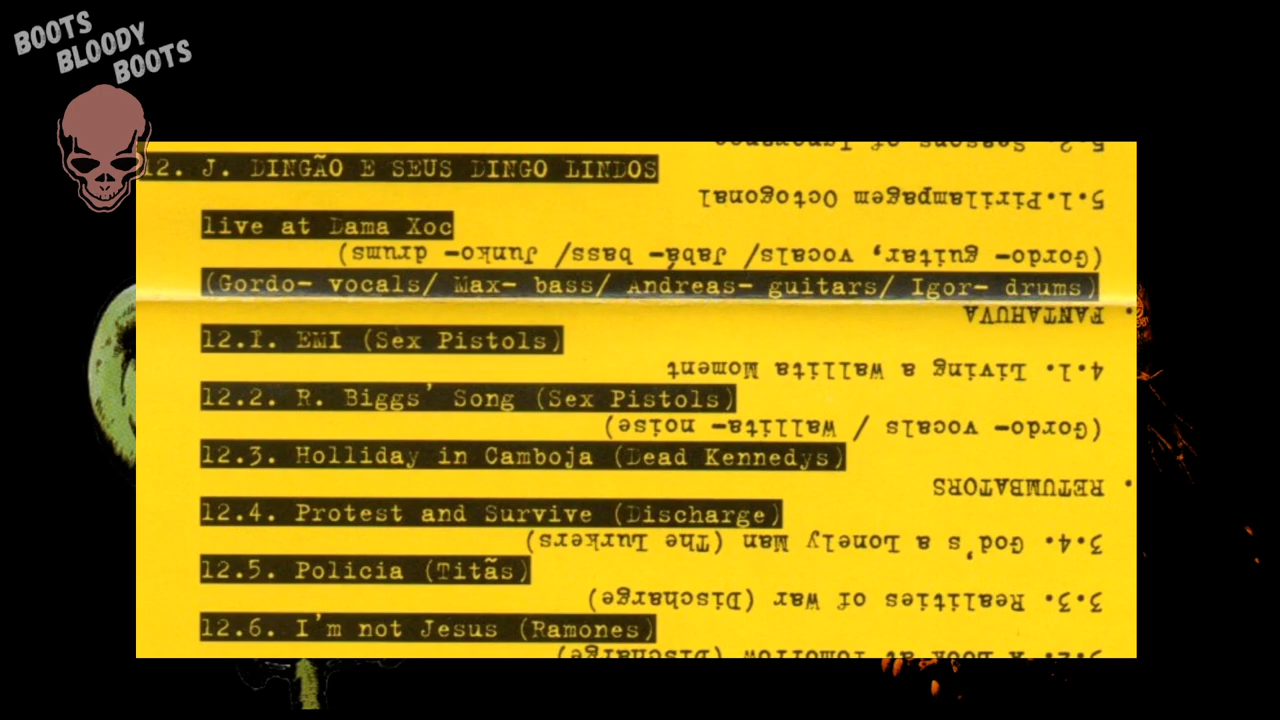 BOOTS
BLOODY
BOOTS
12. J. DINGÃO E SEUS DINGO LINDOS
live at Dama Xoc
(Gordo- vocals/ Max- bass/ Andreas- guitars/ Igor- drums)
12.1. EMI (Sex Pistols)
12.2. R. Biggs' Song (Sex Pistols)
12.3. Holliday in Camboja (Dead Kennedys)
12.4. Protest and Survive (Discharge)
12.5. Policia (Titãs)
12.6. I'm not Jesus (Ramones)
3.2. A Look at Tomorrow (Discharge)
3.3. Realities of War (Discharge)
3.4. God's a Lonely Man (The Lurkers)
. RETUMBATORS
(Gordo- vocals / Wallita- noise)
4.1. Living a Wallita Moment
. FANTAHUVA
(Gordo- guitar, vocals/ Jabá- bass/ Junko- drums)
5.1.Pirilampagem Octogonal
5.2. Seasons of Ignorance